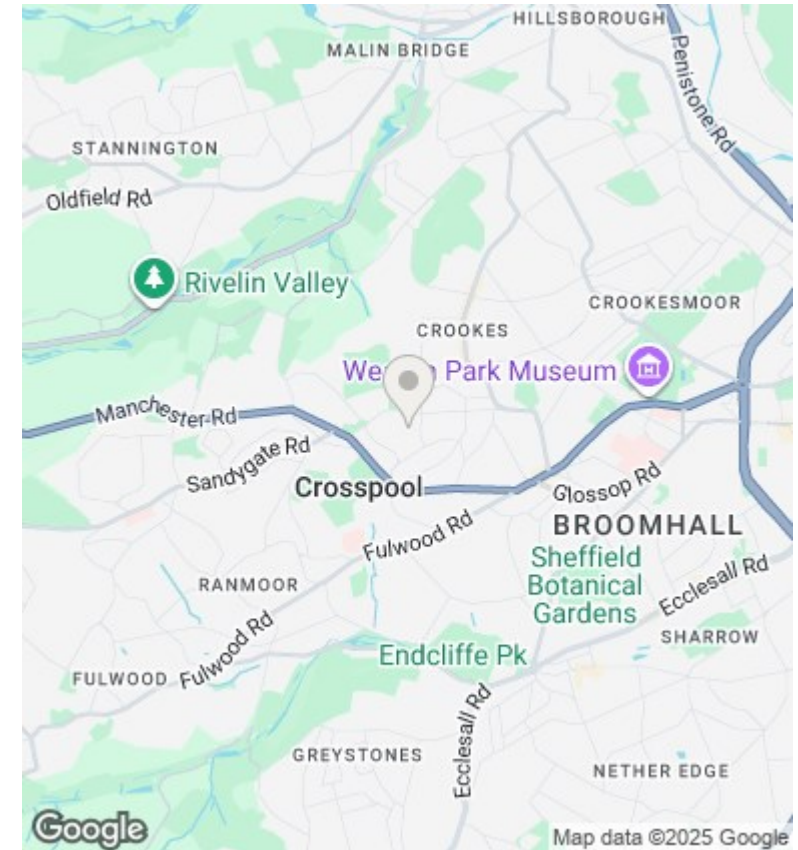 HILLSBOROUGH
MALIN BRIDGE
Penistone Rd
STANNINGTON
Oldfield Rd
Rivelin Valley
CROOKESMOOR
CROOKES
Park Museum
Manchester Rd
Sandygate Rd
Crosspool
Glossop Rd
Fulwood Rd
BROOMHALL
Sheffield
Botanical
Gardens
RANMOOR
Ecclesall Rd
Fulwood Rd
SHARROW
Endcliffe Pk
FULWOOD
Ecclesall Rd
GREYSTONES
NETHER EDGE
Google
Map data ©2025 Google